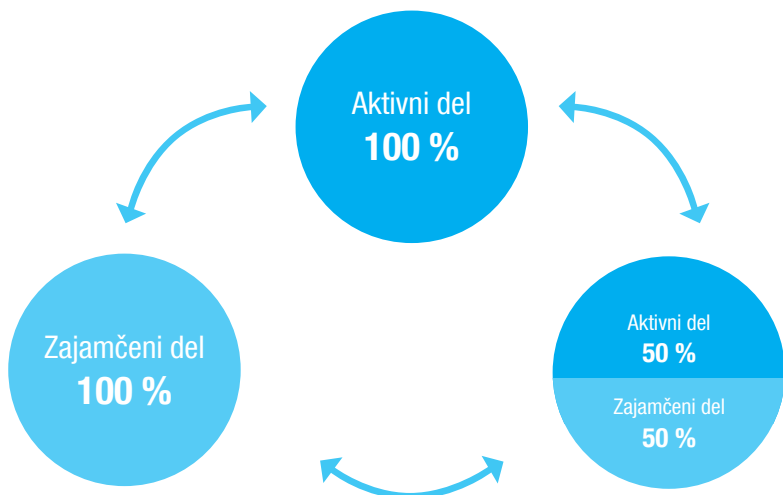 Aktivni del
100 %
Zajamčeni del
100 %
Aktivni del
50 %
Zajamčeni del
50 %